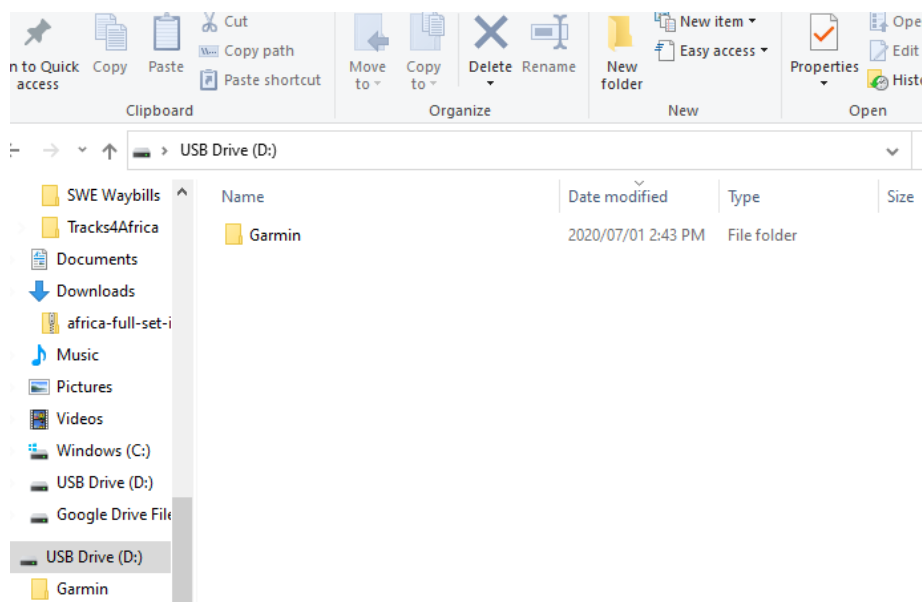 Cut
New item
Ope
Copy path
Easy access
Edit
n to Quick
access
Copy
Paste
Paste shortcut
Move
to
Copy
to
Delete
Rename
New
folder
Properties
Histo
Clipboard
Organize
New
Open
USB Drive (D:)
SWE Waybills
Name
Date modified
Type
Size
Tracks4Africa
Garmin
2020/07/01 2:43 PM
File folder
Documents
Downloads
africa-full-set-i
Music
Pictures
Videos
Windows (C:)
USB Drive (D:)
Google Drive File
USB Drive (D:)
Garmin